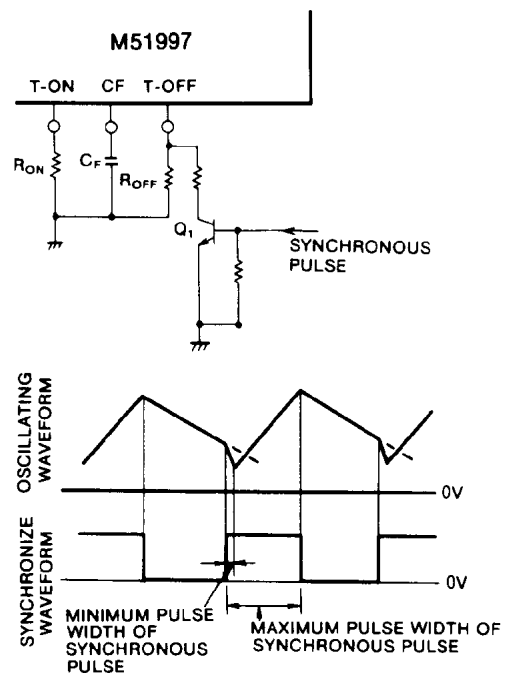 M51997
T-ON CF T-OFF
RON
CF
ROFF
Q1
SYNCHRONOUS
PULSE
OSCILLATING
WAVEFORM
0V
SYNCHRONIZE
WAVEFORM
0V
MINIMUM PULSE
WIDTH OF
SYNCHRONOUS
PULSE
MAXIMUM PULSE WIDTH OF
SYNCHRONOUS PULSE